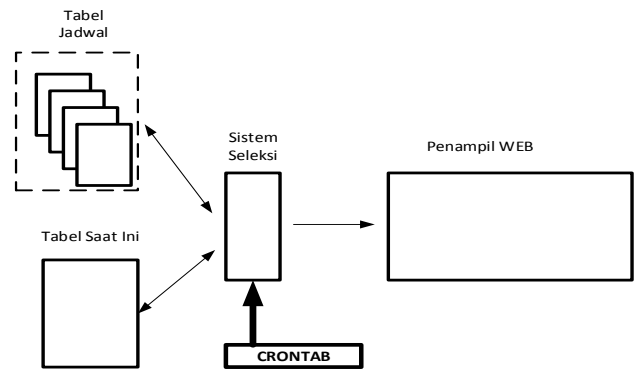 Tabel
Jadwal
Sistem
Seleksi
Penampil WEB
Tabel Saat Ini
CRONTAB